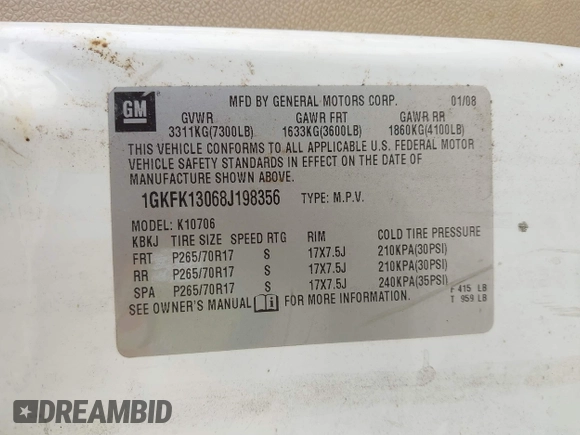 GM
MFD BY GENERAL MOTORS CORP. 01/08
GVWR GAWR FRT GAWR RR
3311KG(7300LB) 1633KG(3600LB) 1860KG(4100LB)
THIS VEHICLE CONFORMS TO ALL APPLICABLE U.S. FEDERAL MOTOR
VEHICLE SAFETY STANDARDS IN EFFECT ON THE DATE OF
MANUFACTURE SHOWN ABOVE.
1GKFK13068J198356 TYPE: M.P.V.
MODEL: K10706
KBKJ TIRE SIZE SPEED RTG RIM COLD TIRE PRESSURE
FRT P265/70R17 S 17X7.5J 210KPA(30PSI)
RR P265/70R17 S 17X7.5J 210KPA(30PSI)
SPA P265/70R17 S 17X7.5J 240KPA(35PSI)
SEE OWNER'S MANUAL FOR MORE INFORMATION.
F 415 LB
T 959 LB
DREAMBID